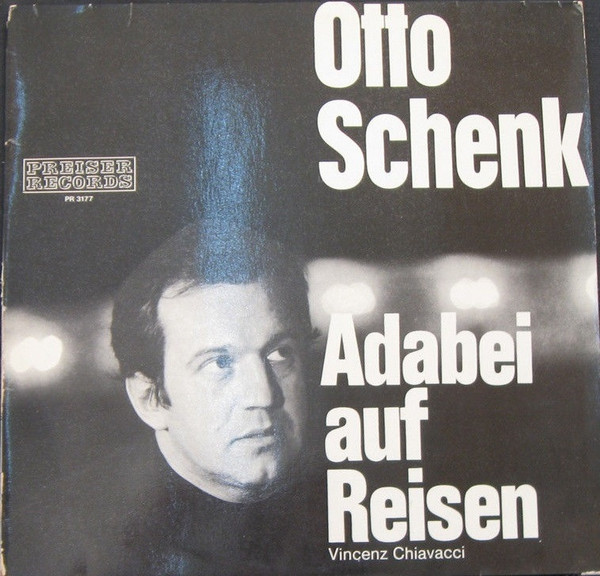 Otto
Schenk
PREISER
RECORDS
PR 3177
Adabei
auf
Reisen
Vincenz Chiavacci